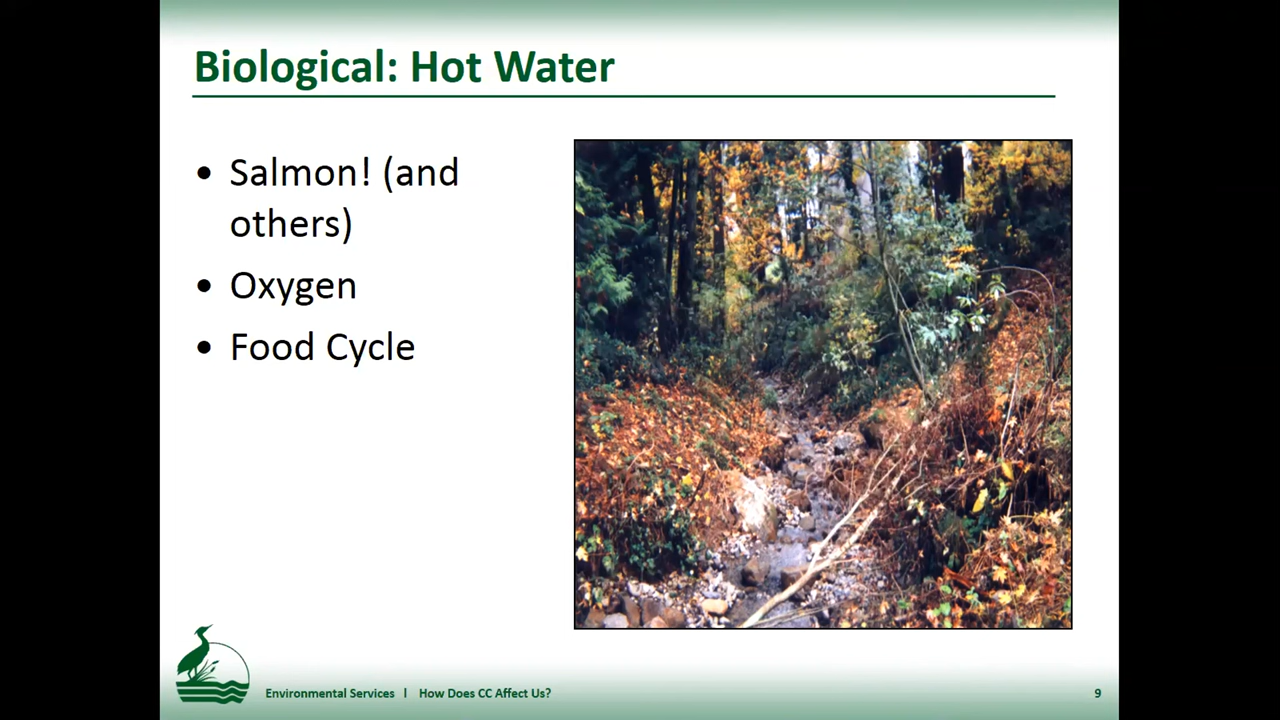 Biological: Hot Water
• Salmon! (and
others)
• Oxygen
• Food Cycle
Environmental Services | How Does CC Affect Us? 9